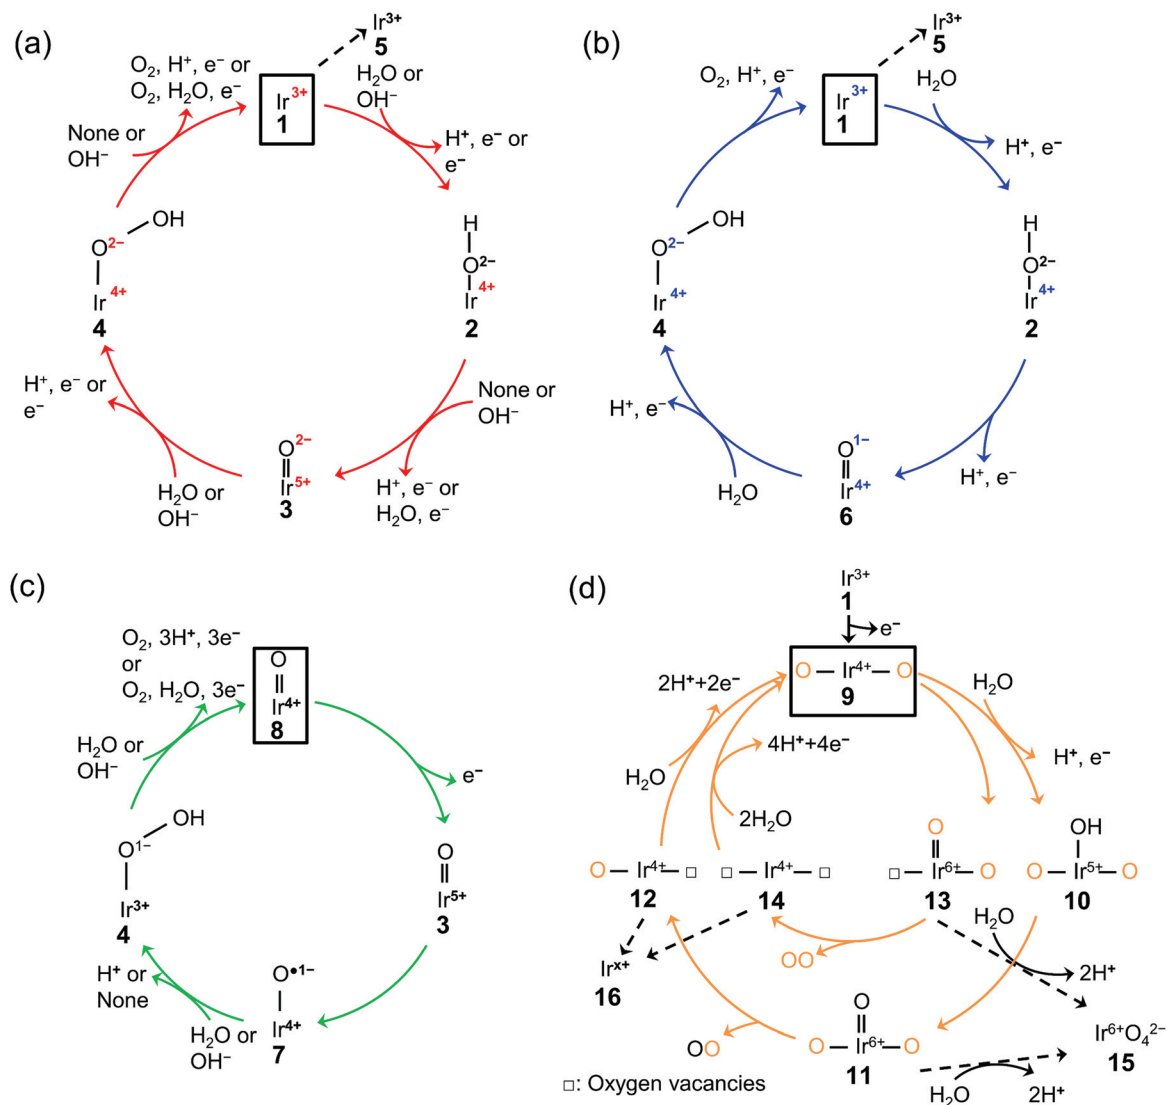 (a)
Ir³⁺
5
O₂, H⁺, e⁻ or
O₂, H₂O, e⁻
Ir³⁺
1
H₂O or
OH⁻
None or
OH⁻
H⁺, e⁻ or
e⁻
OH
O²⁻
Ir⁴⁺
4
H
O²⁻
Ir⁴⁺
2
H⁺, e⁻ or
e⁻
None or
OH⁻
H₂O or
OH⁻
O²⁻
Ir⁵⁺
3
H⁺, e⁻ or
H₂O, e⁻
(b)
Ir³⁺
5
O₂, H⁺, e⁻
Ir³⁺
1
H₂O
H⁺, e⁻
OH
O²⁻
Ir⁴⁺
4
H
O²⁻
Ir⁴⁺
2
H⁺, e⁻
H₂O
O¹⁻
Ir⁴⁺
6
H⁺, e⁻
(c)
O₂, 3H⁺, 3e⁻
or
O₂, H₂O, 3e⁻
O
Ir⁴⁺
8
H₂O or
OH⁻
e⁻
OH
O¹⁻
Ir³⁺
4
O
Ir⁵⁺
3
H⁺ or
None
H₂O or
OH⁻
O•¹⁻
Ir⁴⁺
7
(d)
Ir³⁺
1
e⁻
O Ir⁴⁺ O
9
2H⁺+2e⁻
H₂O
4H⁺+4e⁻
2H₂O
H₂O
H⁺, e⁻
O Ir⁴⁺ □
12
□ Ir⁴⁺ □
14
O
□ Ir⁶⁺ O
13
OH
O Ir⁵⁺ O
10
Irˣ⁺
16
OO
H₂O
2H⁺
OO
O
O Ir⁶⁺ O
11
H₂O
2H⁺
Ir⁶⁺O₄²⁻
15
□: Oxygen vacancies